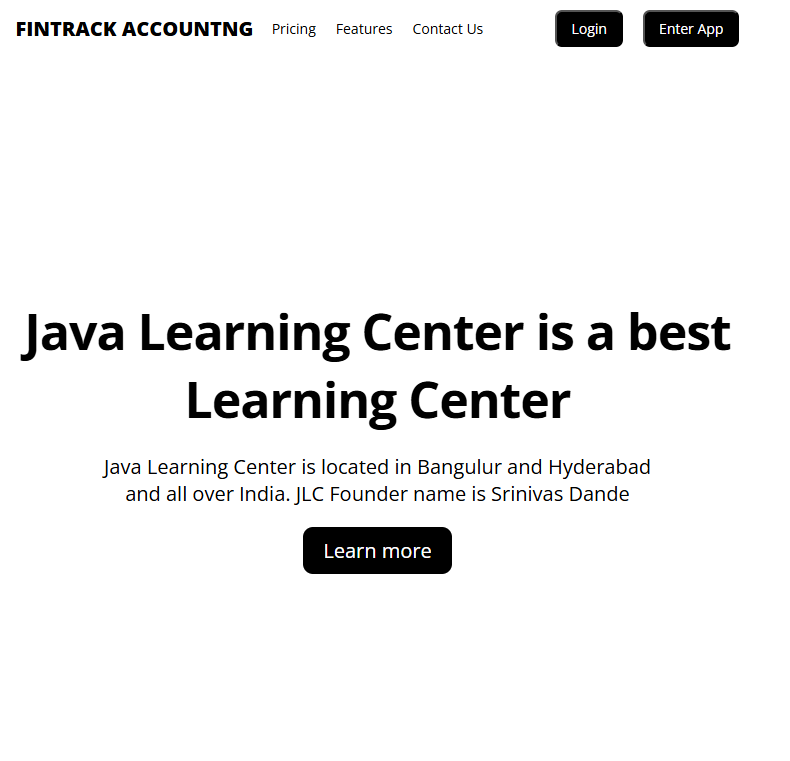 FINTRACK ACCOUNTNG Pricing Features Contact Us Login Enter App
Java Learning Center is a best
Learning Center
Java Learning Center is located in Bangulur and Hyderabad
and all over India. JLC Founder name is Srinivas Dande
Learn more